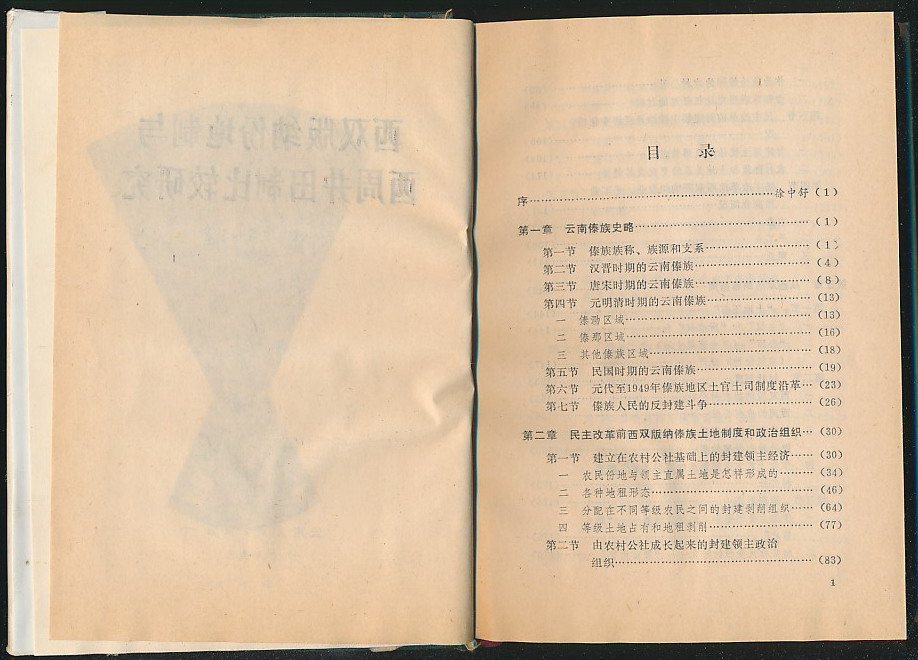 西双版纳份地制与
西周井田制比较研究
目 录
序……徐中舒(1)
第一章 云南傣族史略……(1)
第一节 傣族族称、族源和支系……(1)
第二节 汉晋时期的云南傣族……(4)
第三节 唐宋时期的云南傣族……(8)
第四节 元明清时期的云南傣族……(13)
一 傣泐区域……(13)
二 傣那区域……(16)
三 其他傣族区域……(18)
第五节 民国时期的云南傣族……(19)
第六节 元代至1949年傣族地区土官土司制度沿革…(23)
第七节 傣族人民的反封建斗争……(26)
第二章 民主改革前西双版纳傣族土地制度和政治组织…(30)
第一节 建立在农村公社基础上的封建领主经济……(30)
一 农民份地与领主直属土地是怎样形成的……(34)
二 各种地租形态……(46)
三 分配在不同等级农民之间的封建剥削组织……(64)
四 等级土地占有和地租剥削……(77)
第二节 由农村公社成长起来的封建领主政治
组织……(83)
1